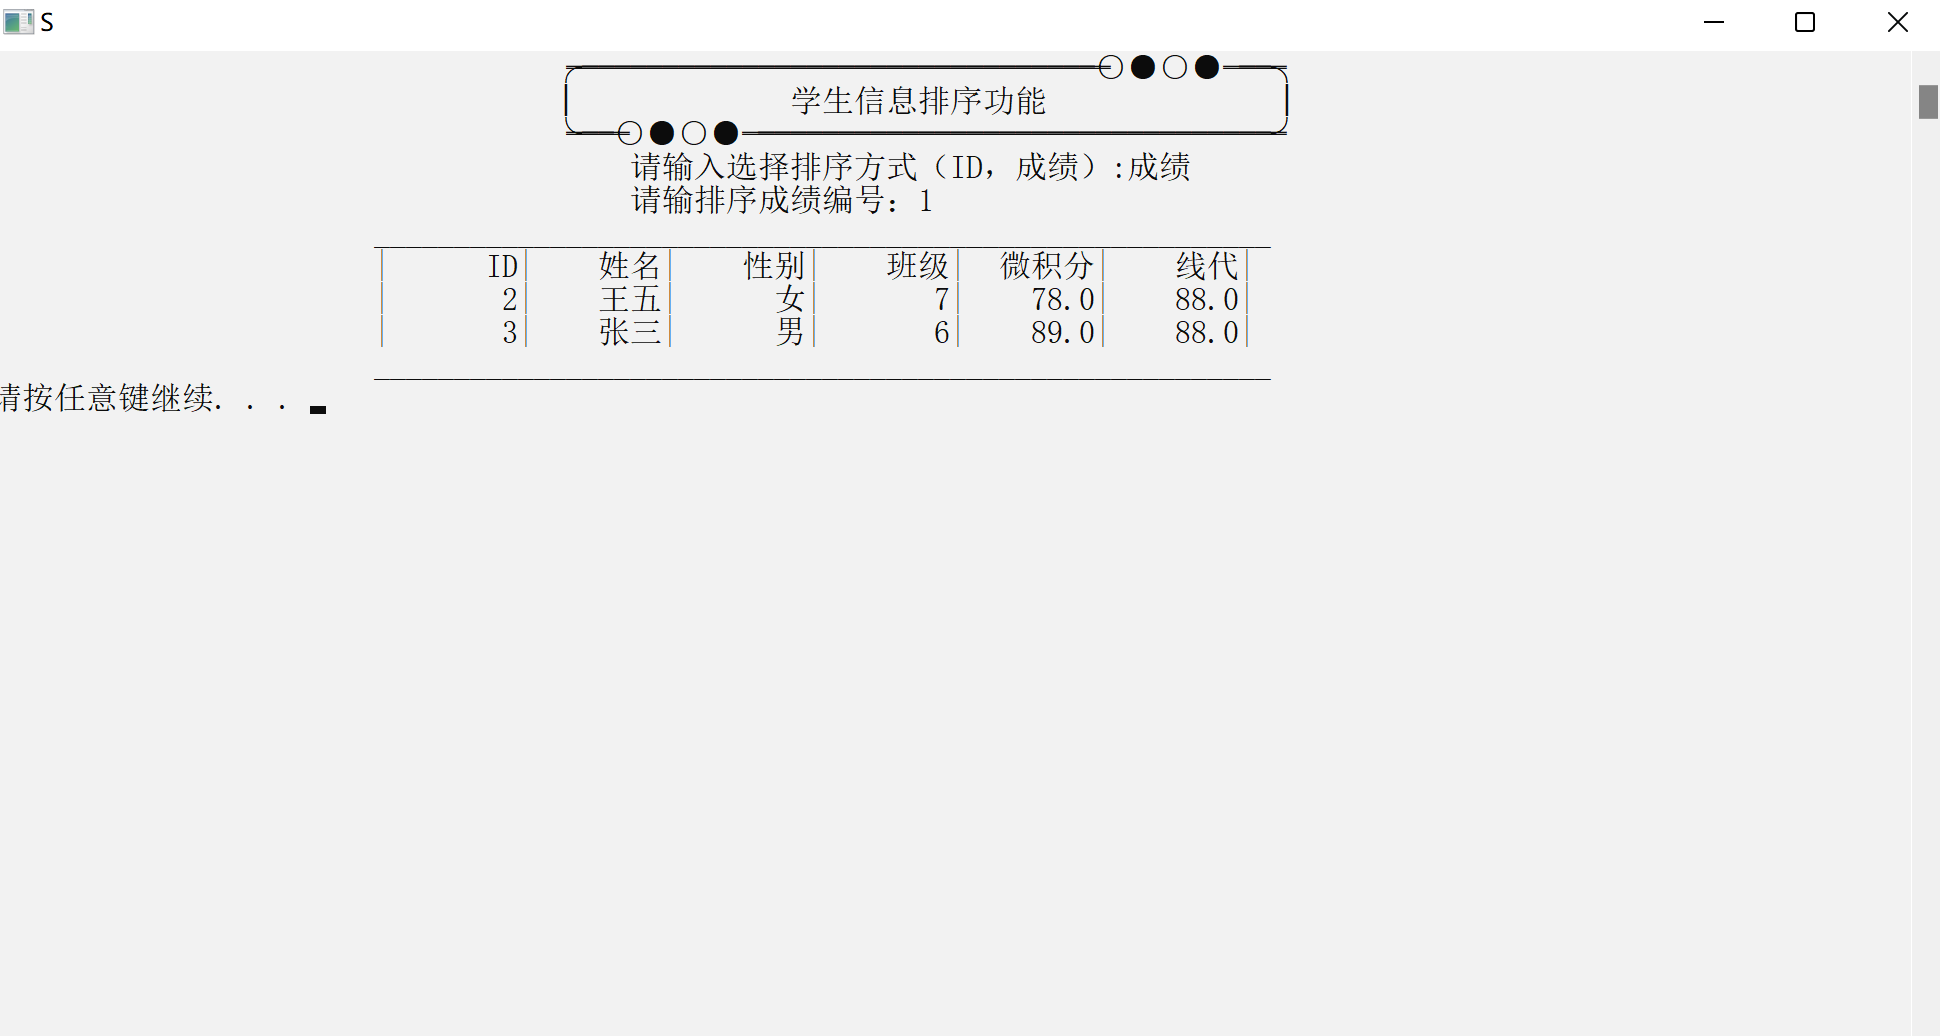 S
学生信息排序功能
请输入选择排序方式（ID，成绩）:成绩
请输排序成绩编号：1
ID 姓名 性别 班级 微积分 线代
2 王五 女 7 78.0 88.0
3 张三 男 6 89.0 88.0
请按任意键继续. . .